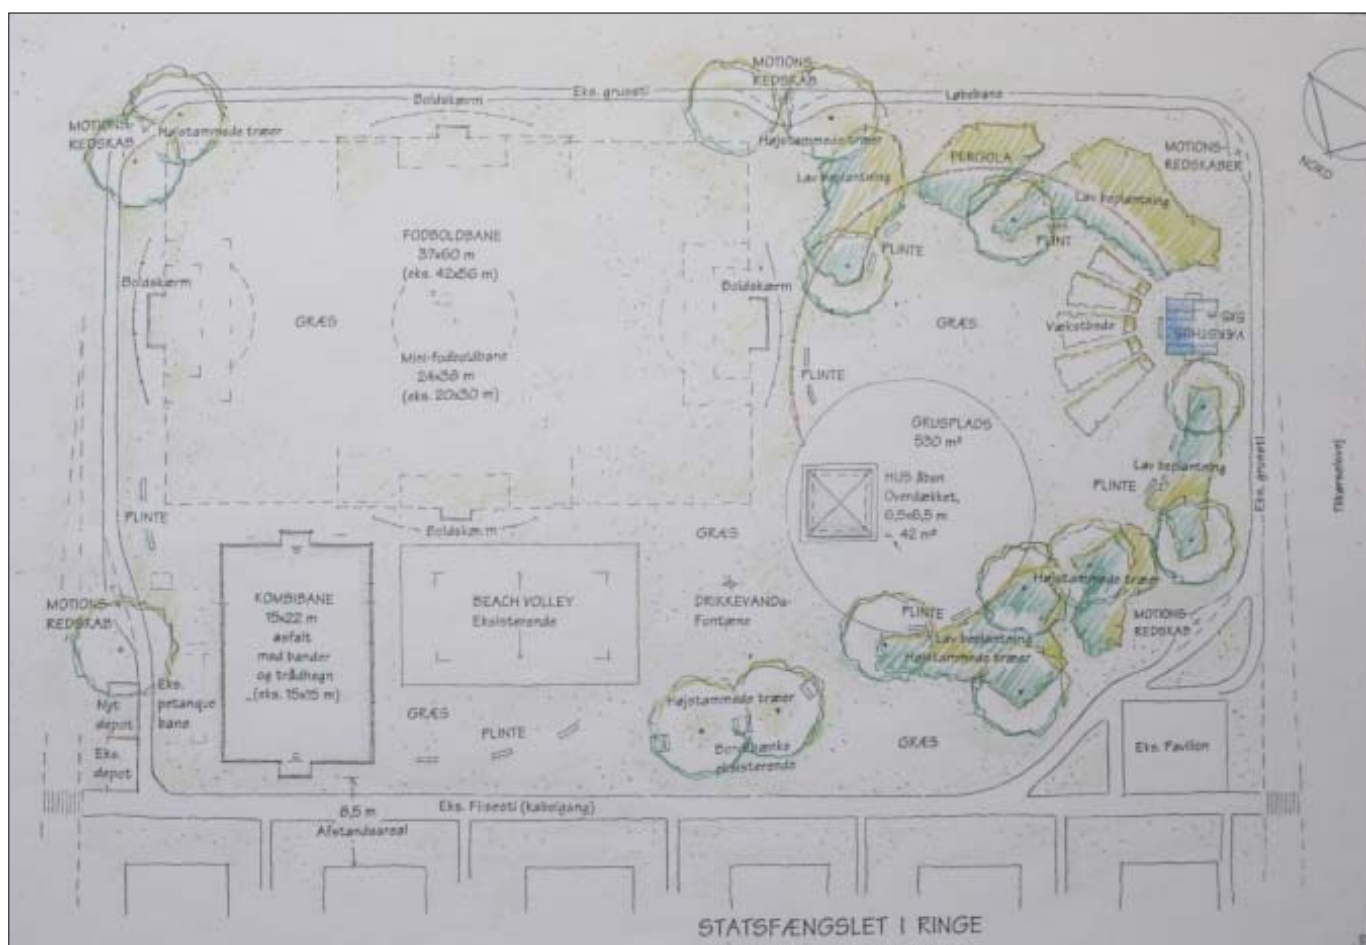 MOTIONS
REDSKAB
Eks. grussti
Løbebane
Boldskærm
MOTIONS-
REDSKAB
Højstammede træer
Højstammede træer
Lav beplantning
PERGOLA
MOTIONS-
REDSKABER
Lav beplantning
NORD
FODBOLDBANE
37x60 m
(eks. 42x56 m)
PLINTE
PLINT
Boldskærm
Boldskærm
GRÆS
GRÆS
Vækstbede
VÆKSTHUS
Mini-fodboldbane
24x36 m
(eks. 20x30 m)
PLINTE
GRUSPLADS
530 m²
HUS åben
Overdækket,
6,5x6,5 m
= 42 m²
Lav beplantning
PLINTE
Eks. grussti
PLINTE
Boldskærm
GRÆS
KOMBIBANE
15x22 m
asfalt
med bander
og trådhegn
(eks. 15x15 m)
BEACH VOLLEY
Eksisterende
DRIKKEVANDs-
Fontæne
Højstammede træer
PLINTE
MOTIONS-
REDSKAB
MOTIONS-
REDSKAB
Lav beplantning
Højstammede træer
Eks.
petanque
bane
Nyt
depot
Eks.
depot
GRÆS
PLINTE
Højstammede træer
Bord/bænke
eksisterende
GRÆS
Eks. Pavillon
Eks. Flisesti (kabelgang)
8,5 m
Afstandsareal
STATSFÆNGSLET I RINGE